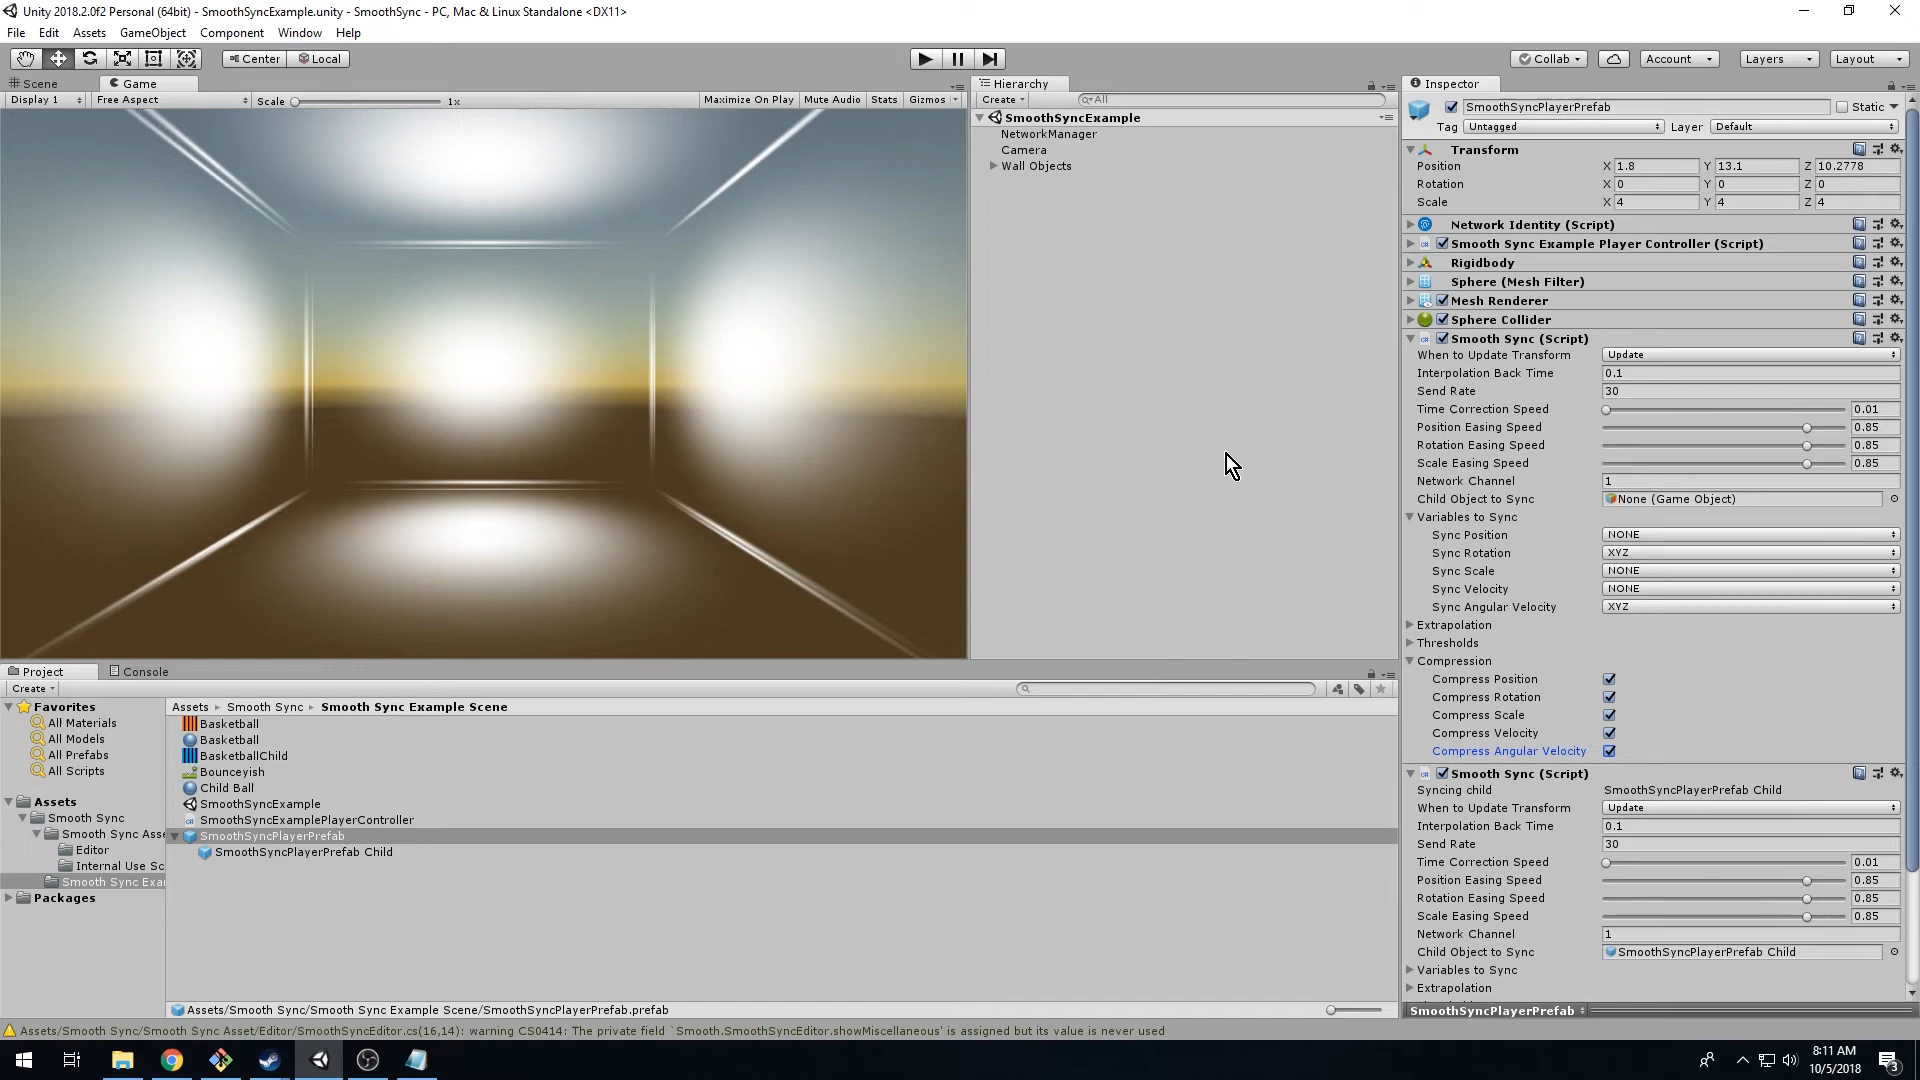 Unity 2018.2.0f2 Personal (64bit) - SmoothSyncExample.unity - SmoothSync - PC, Mac & Linux Standalone <DX11>
File Edit Assets GameObject Component Window Help
Center Local Collab Account Layers Layout
Scene Game
Display 1 Free Aspect Scale 1x Maximize On Play Mute Audio Stats Gizmos
Hierarchy
Create All
SmoothSyncExample
NetworkManager
Camera
Wall Objects
Inspector
SmoothSyncPlayerPrefab Static
Tag Untagged Layer Default
Transform
Position X 1.8 Y 13.1 Z 10.2778
Rotation X 0 Y 0 Z 0
Scale X 4 Y 4 Z 4
Network Identity (Script)
Smooth Sync Example Player Controller (Script)
Rigidbody
Sphere (Mesh Filter)
Mesh Renderer
Sphere Collider
Smooth Sync (Script)
When to Update Transform Update
Interpolation Back Time 0.1
Send Rate 30
Time Correction Speed 0.01
Position Easing Speed 0.85
Rotation Easing Speed 0.85
Scale Easing Speed 0.85
Network Channel 1
Child Object to Sync None (Game Object)
Variables to Sync
Sync Position NONE
Sync Rotation XYZ
Sync Scale NONE
Sync Velocity NONE
Sync Angular Velocity XYZ
Extrapolation
Thresholds
Compression
Compress Position
Compress Rotation
Compress Scale
Compress Velocity
Compress Angular Velocity
Smooth Sync (Script)
Syncing child SmoothSyncPlayerPrefab Child
When to Update Transform Update
Interpolation Back Time 0.1
Send Rate 30
Time Correction Speed 0.01
Position Easing Speed 0.85
Rotation Easing Speed 0.85
Scale Easing Speed 0.85
Network Channel 1
Child Object to Sync SmoothSyncPlayerPrefab Child
Variables to Sync
Extrapolation
SmoothSyncPlayerPrefab
Project Console
Create
Favorites
All Materials
All Models
All Prefabs
All Scripts
Assets
Smooth Sync
Smooth Sync Asse
Editor
Internal Use Sc
Smooth Sync Exar
Packages
Assets Smooth Sync Smooth Sync Example Scene
Basketball
Basketball
BasketballChild
Bounceyish
Child Ball
SmoothSyncExample
SmoothSyncExamplePlayerController
SmoothSyncPlayerPrefab
SmoothSyncPlayerPrefab Child
Assets/Smooth Sync/Smooth Sync Example Scene/SmoothSyncPlayerPrefab.prefab
Assets/Smooth Sync/Smooth Sync Asset/Editor/SmoothSyncEditor.cs(16,14): warning CS0414: The private field `Smooth.SmoothSyncEditor.showMiscellaneous' is assigned but its value is never used
8:11 AM
10/5/2018
3